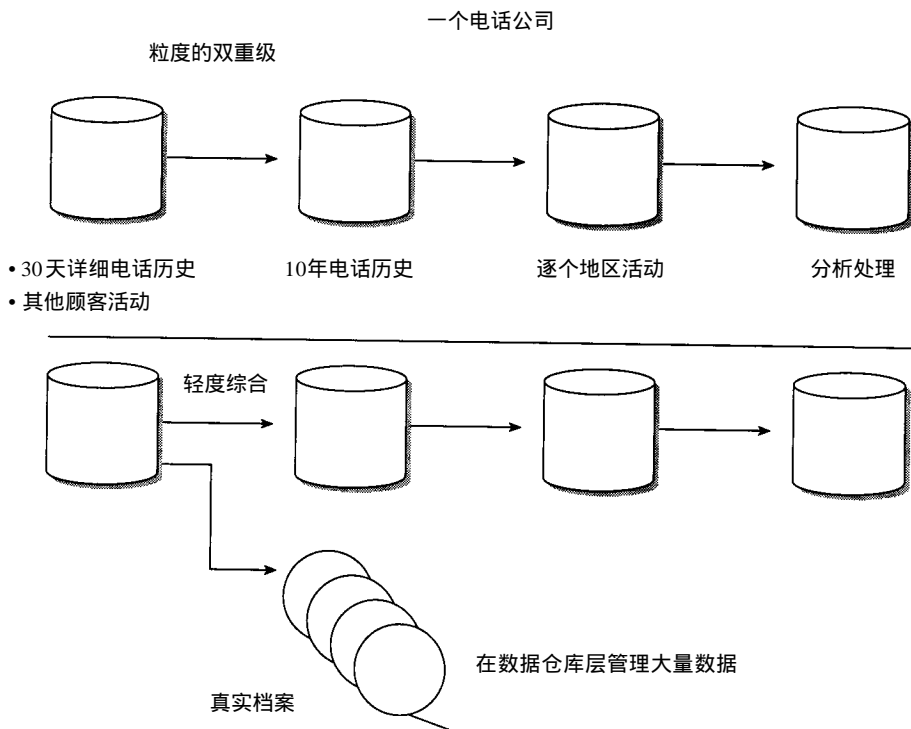 一个电话公司
粒度的双重级
• 30天详细电话历史
• 其他顾客活动
10年电话历史
逐个地区活动
分析处理
轻度综合
在数据仓库层管理大量数据
真实档案